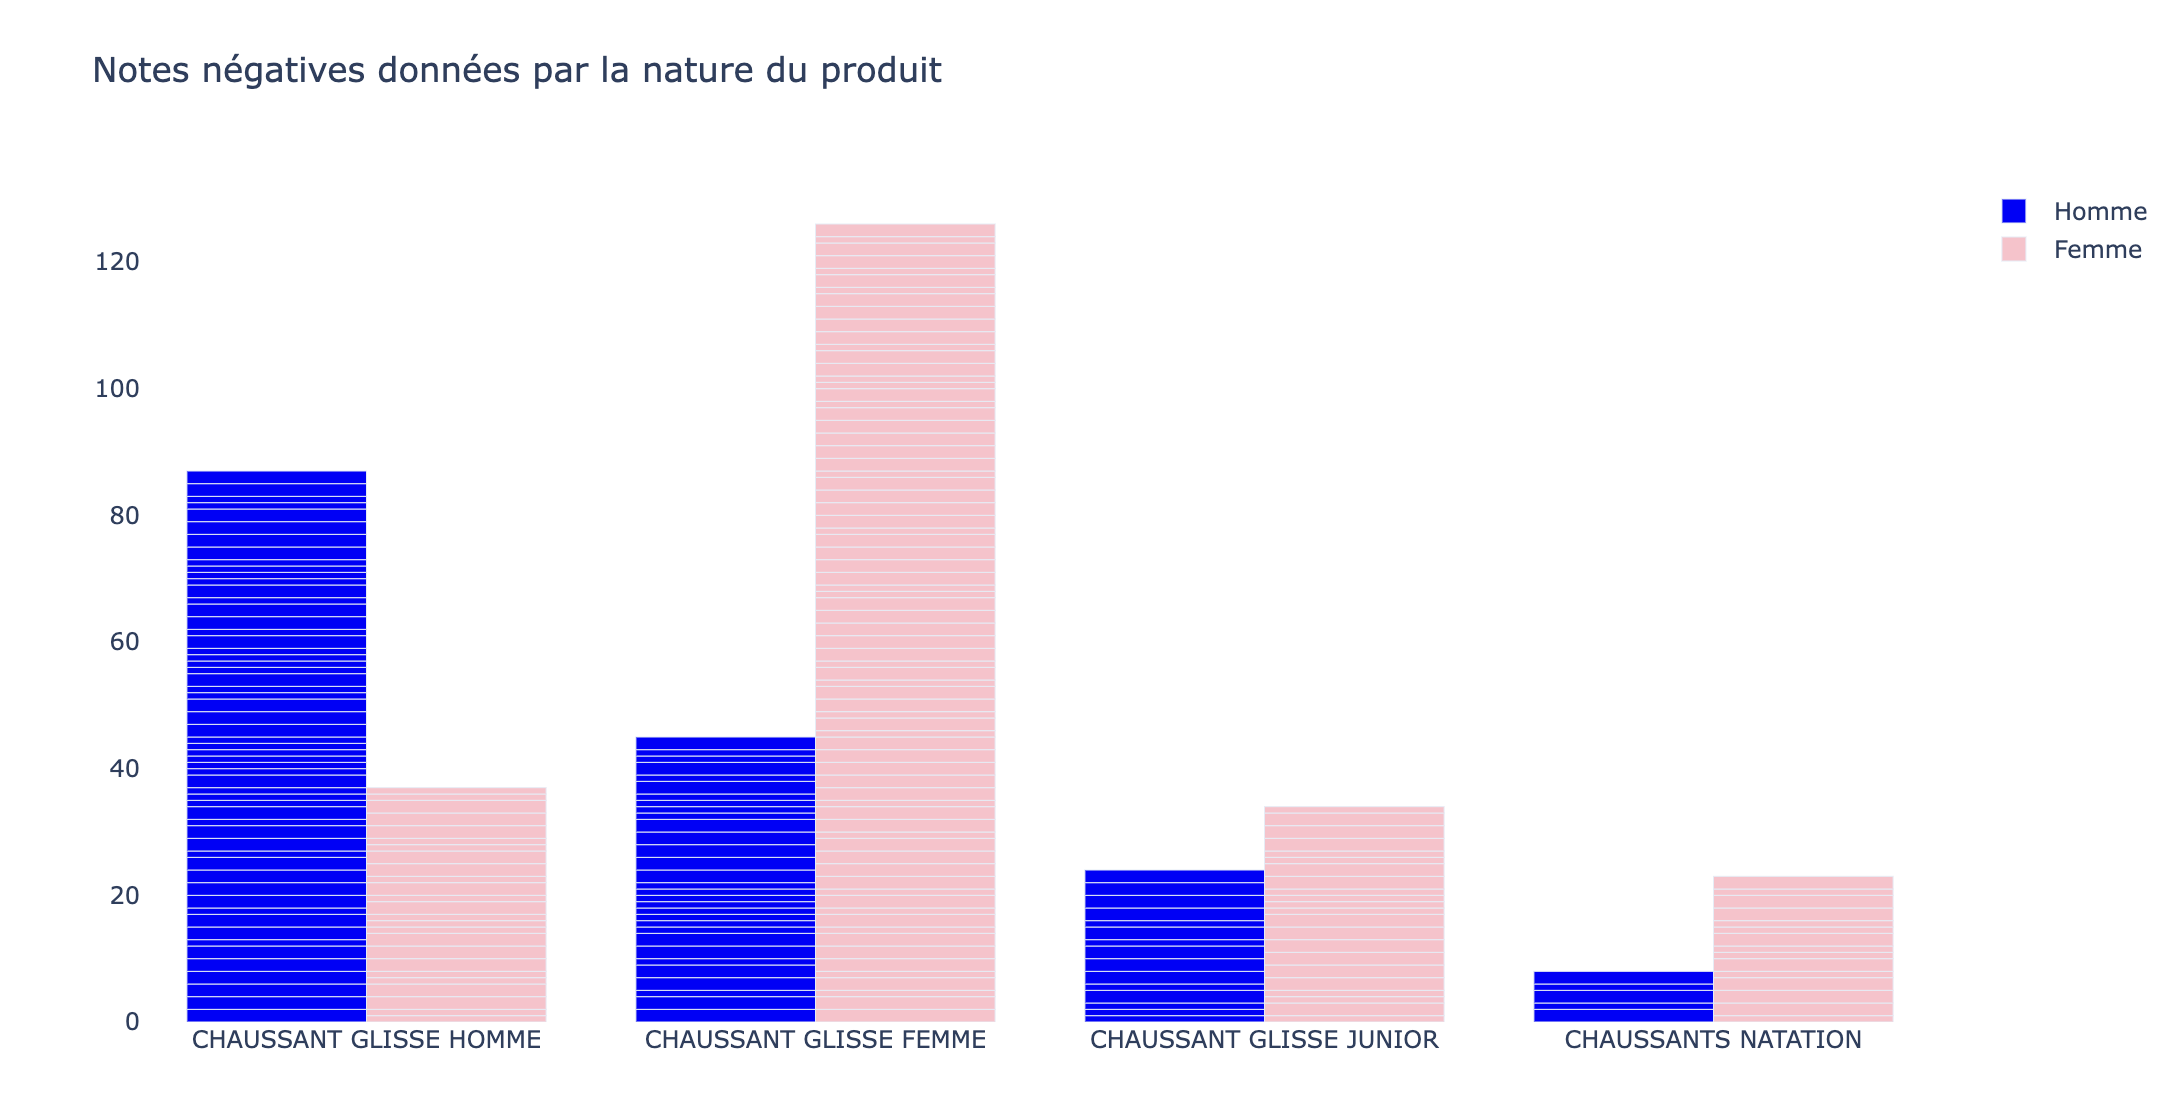 Notes négatives données par la nature du produit
Homme
Femme
120
100
80
60
40
20
0
CHAUSSANT GLISSE HOMME
CHAUSSANT GLISSE FEMME
CHAUSSANT GLISSE JUNIOR
CHAUSSANTS NATATION